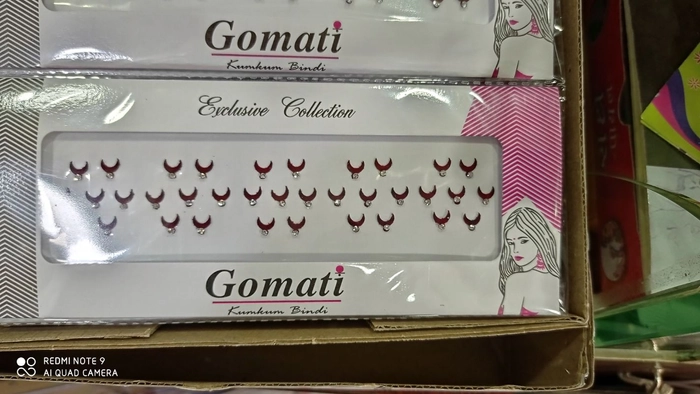 Gomati
Kumkum Bindi
Exclusive Collection
Gomati
Kumkum Bindi
REDMI NOTE 9
AI QUAD CAMERA